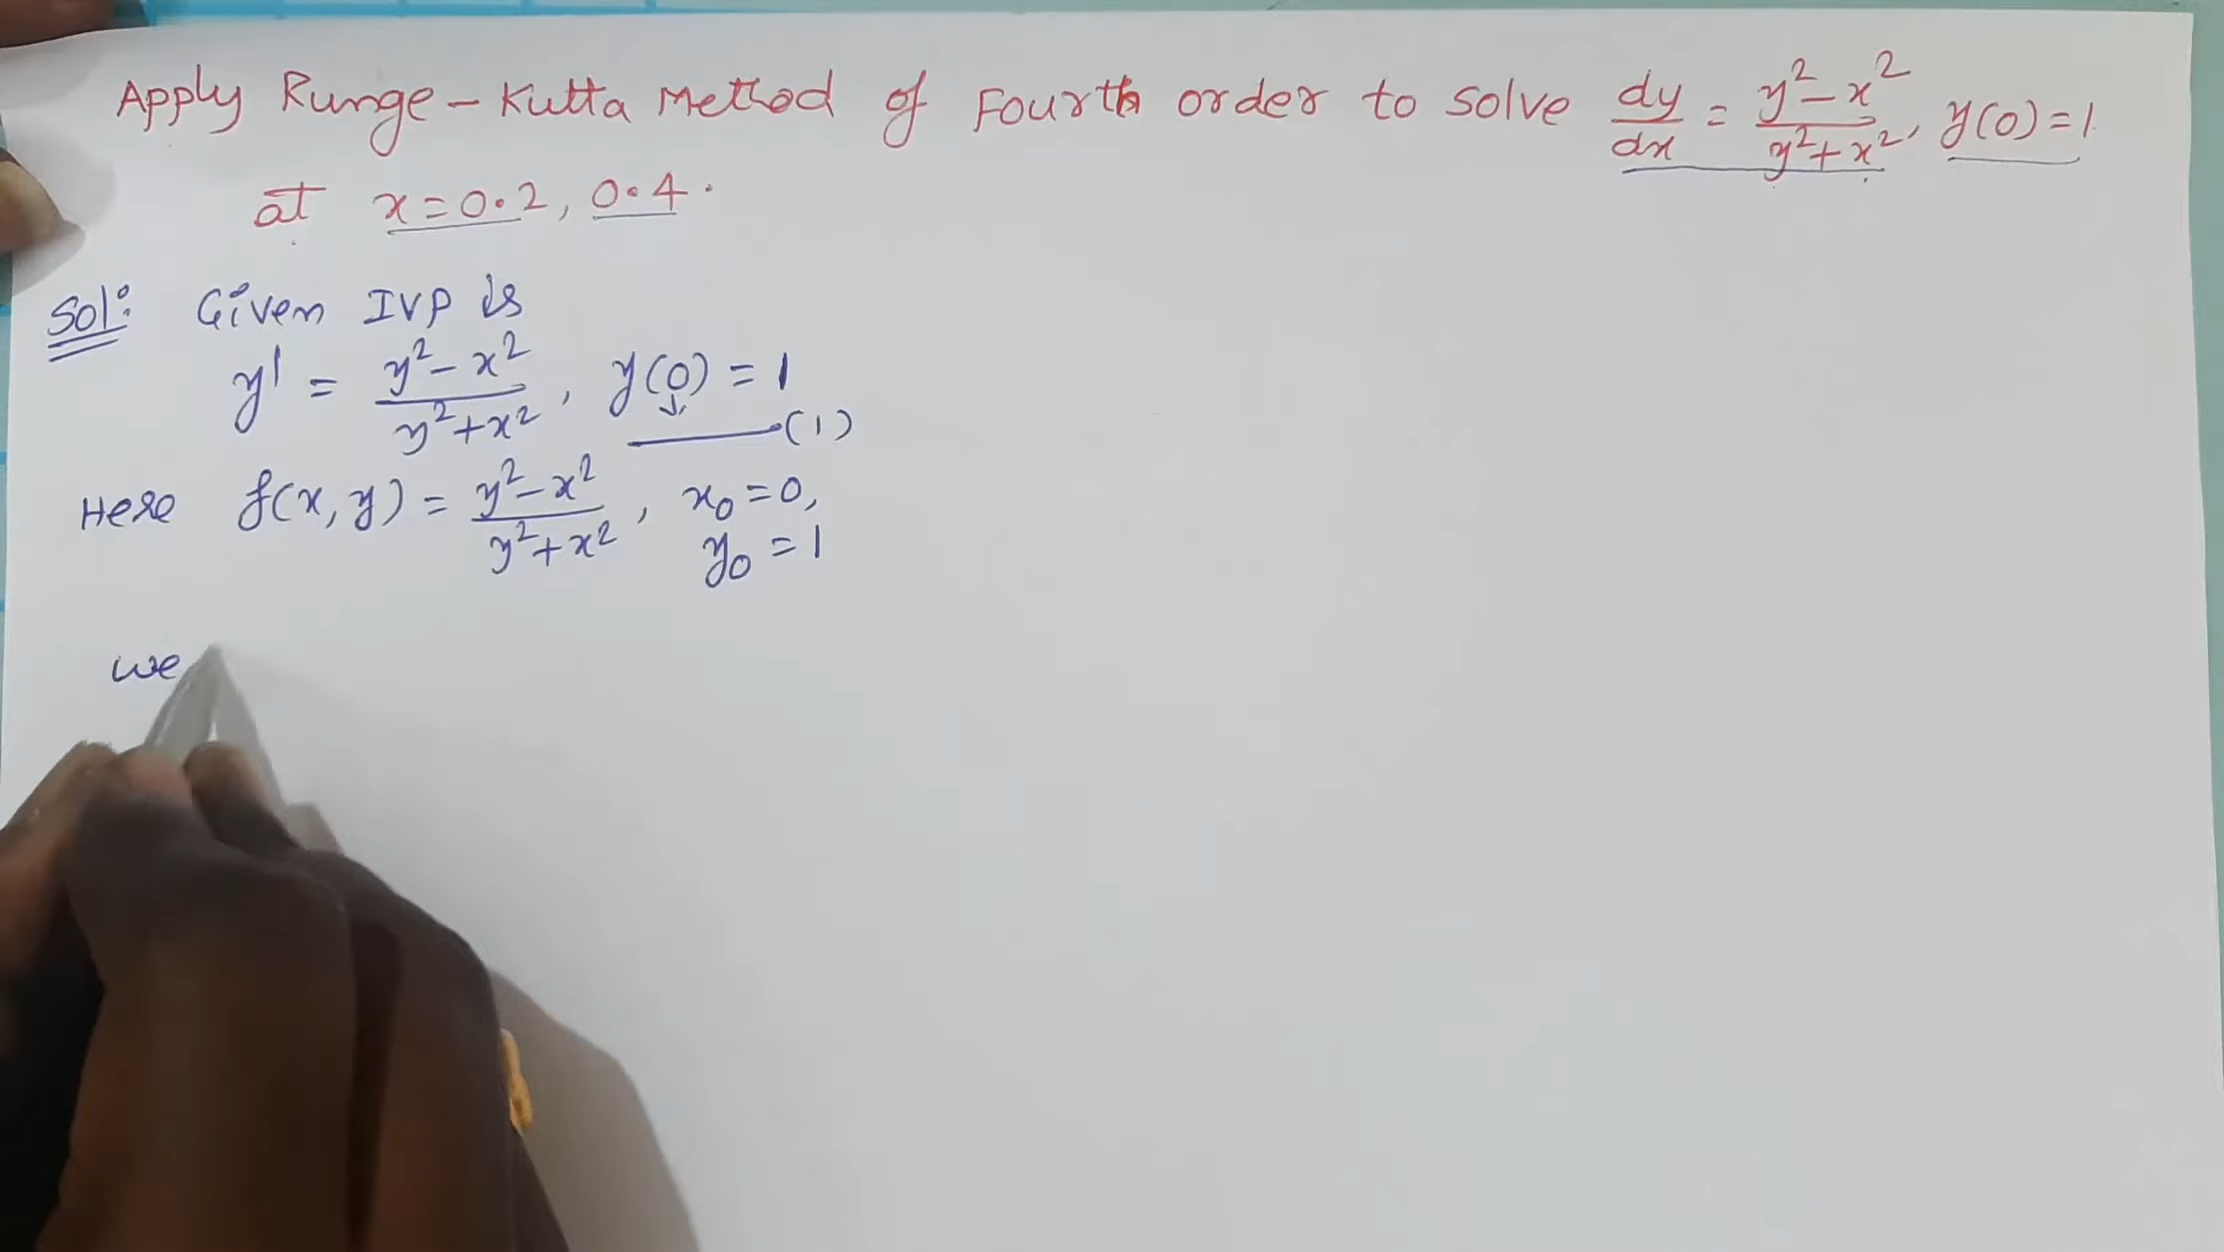 Apply Runge-Kutta Method of Fourth order to solve dy/dx = y²-x²/y²+x², y(0)=1.
at x=0.2, 0.4.
Sol: Given IVP is
y' = y²-x²/y²+x², y(0)=1
(1)
Here f(x,y) = y²-x²/y²+x², x₀=0,
y₀=1
we